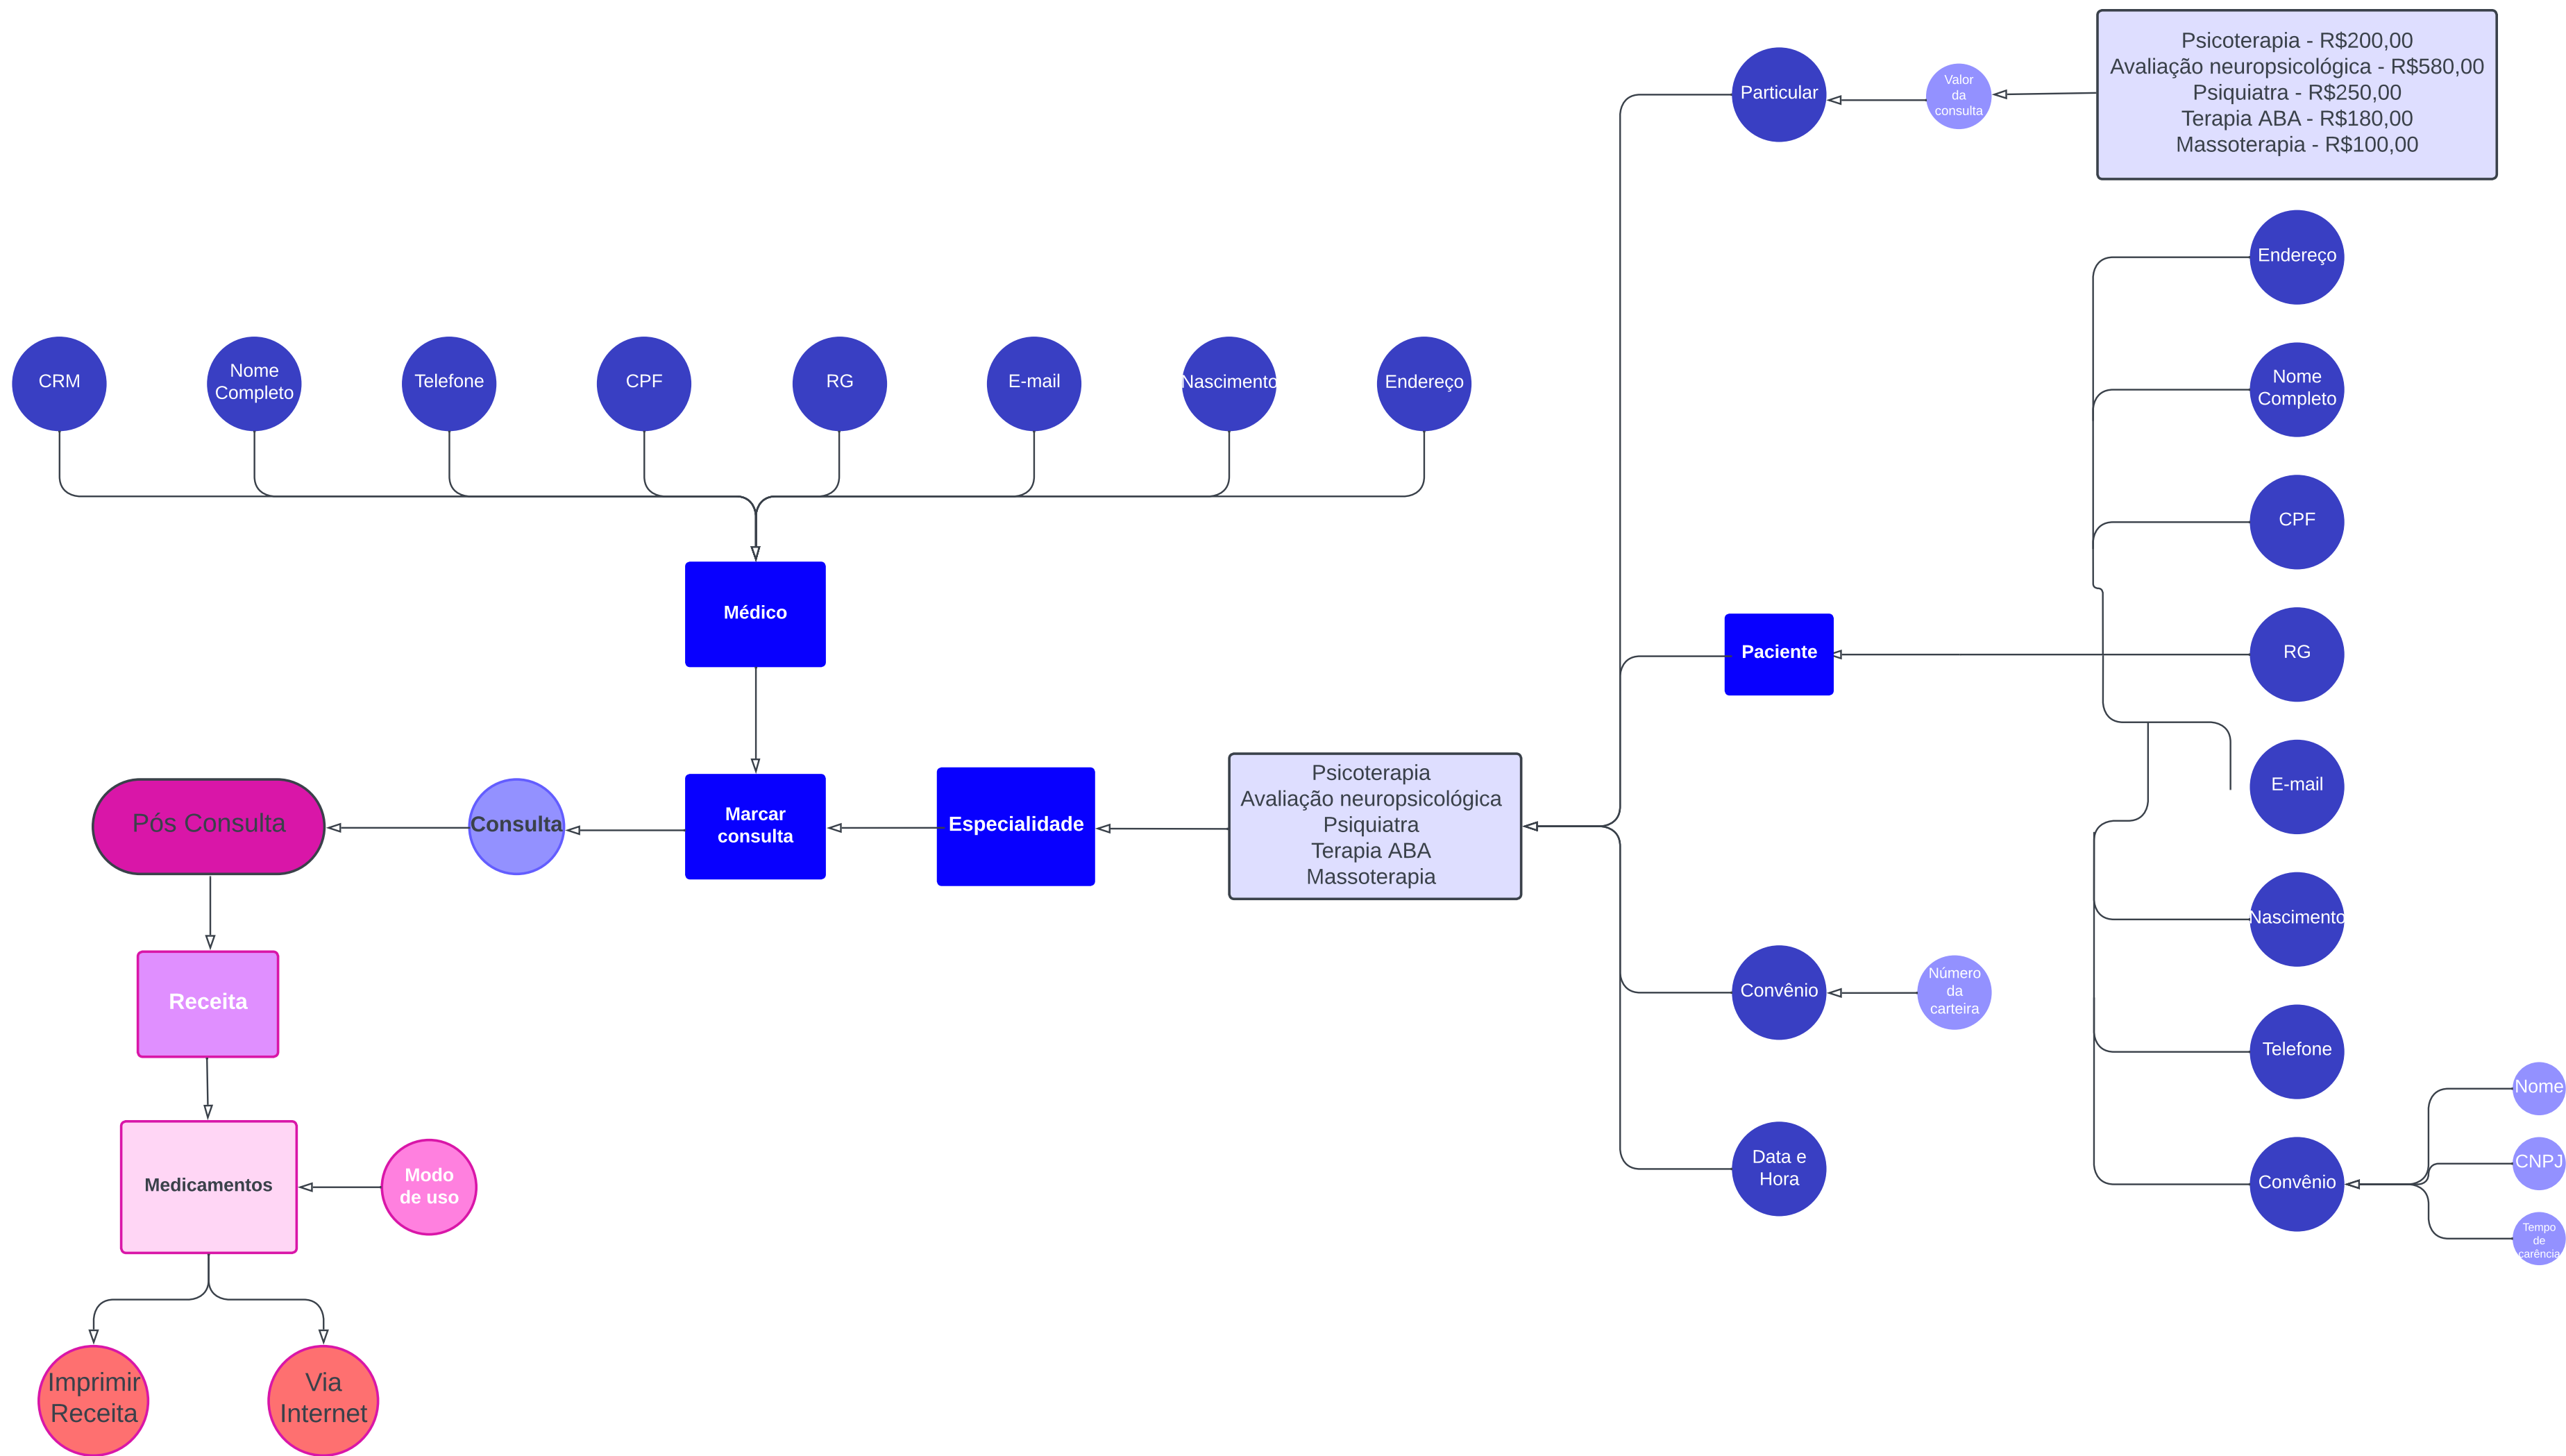 Psicoterapia - R$200,00
Avaliação neuropsicológica - R$580,00
Psiquiatra - R$250,00
Terapia ABA - R$180,00
Massoterapia - R$100,00
Particular
Valor
da
consulta
Endereço
Nome
Completo
CPF
RG
E-mail
Nascimento
Telefone
Convênio
Nome
CNPJ
Tempo
de
carência
CRM
Nome
Completo
Telefone
CPF
RG
E-mail
Nascimento
Endereço
Médico
Paciente
Pós Consulta
Consulta
Marcar
consulta
Especialidade
Psicoterapia
Avaliação neuropsicológica
Psiquiatra
Terapia ABA
Massoterapia
Convênio
Número
da
carteira
Data e
Hora
Receita
Medicamentos
Modo
de uso
Imprimir
Receita
Via
Internet